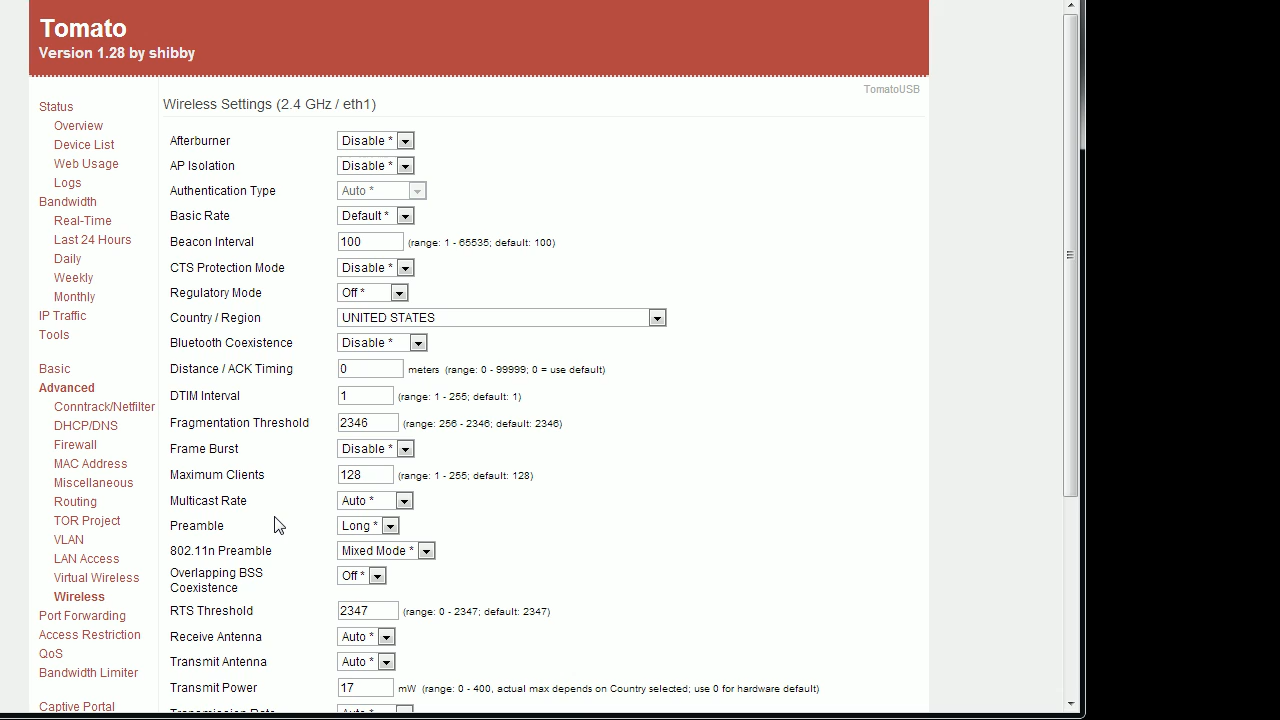 Tomato
Version 1.28 by shibby
TomatoUSB
Status
Overview
Device List
Web Usage
Logs
Bandwidth
Real-Time
Last 24 Hours
Daily
Weekly
Monthly
IP Traffic
Tools
Basic
Advanced
Conntrack/Netfilter
DHCP/DNS
Firewall
MAC Address
Miscellaneous
Routing
TOR Project
VLAN
LAN Access
Virtual Wireless
Wireless
Port Forwarding
Access Restriction
QoS
Bandwidth Limiter
Captive Portal
Wireless Settings (2.4 GHz / eth1)
Afterburner Disable *
AP Isolation Disable *
Authentication Type Auto *
Basic Rate Default *
Beacon Interval 100 (range: 1 - 65535; default: 100)
CTS Protection Mode Disable *
Regulatory Mode Off *
Country / Region UNITED STATES
Bluetooth Coexistence Disable *
Distance / ACK Timing 0 meters (range: 0 - 99999; 0 = use default)
DTIM Interval 1 (range: 1 - 255; default: 1)
Fragmentation Threshold 2346 (range: 256 - 2346; default: 2346)
Frame Burst Disable *
Maximum Clients 128 (range: 1 - 255; default: 128)
Multicast Rate Auto *
Preamble Long *
802.11n Preamble Mixed Mode *
Overlapping BSS
Coexistence Off *
RTS Threshold 2347 (range: 0 - 2347; default: 2347)
Receive Antenna Auto *
Transmit Antenna Auto *
Transmit Power 17 mW (range: 0 - 400, actual max depends on Country selected; use 0 for hardware default)
Transmission Rate Auto *